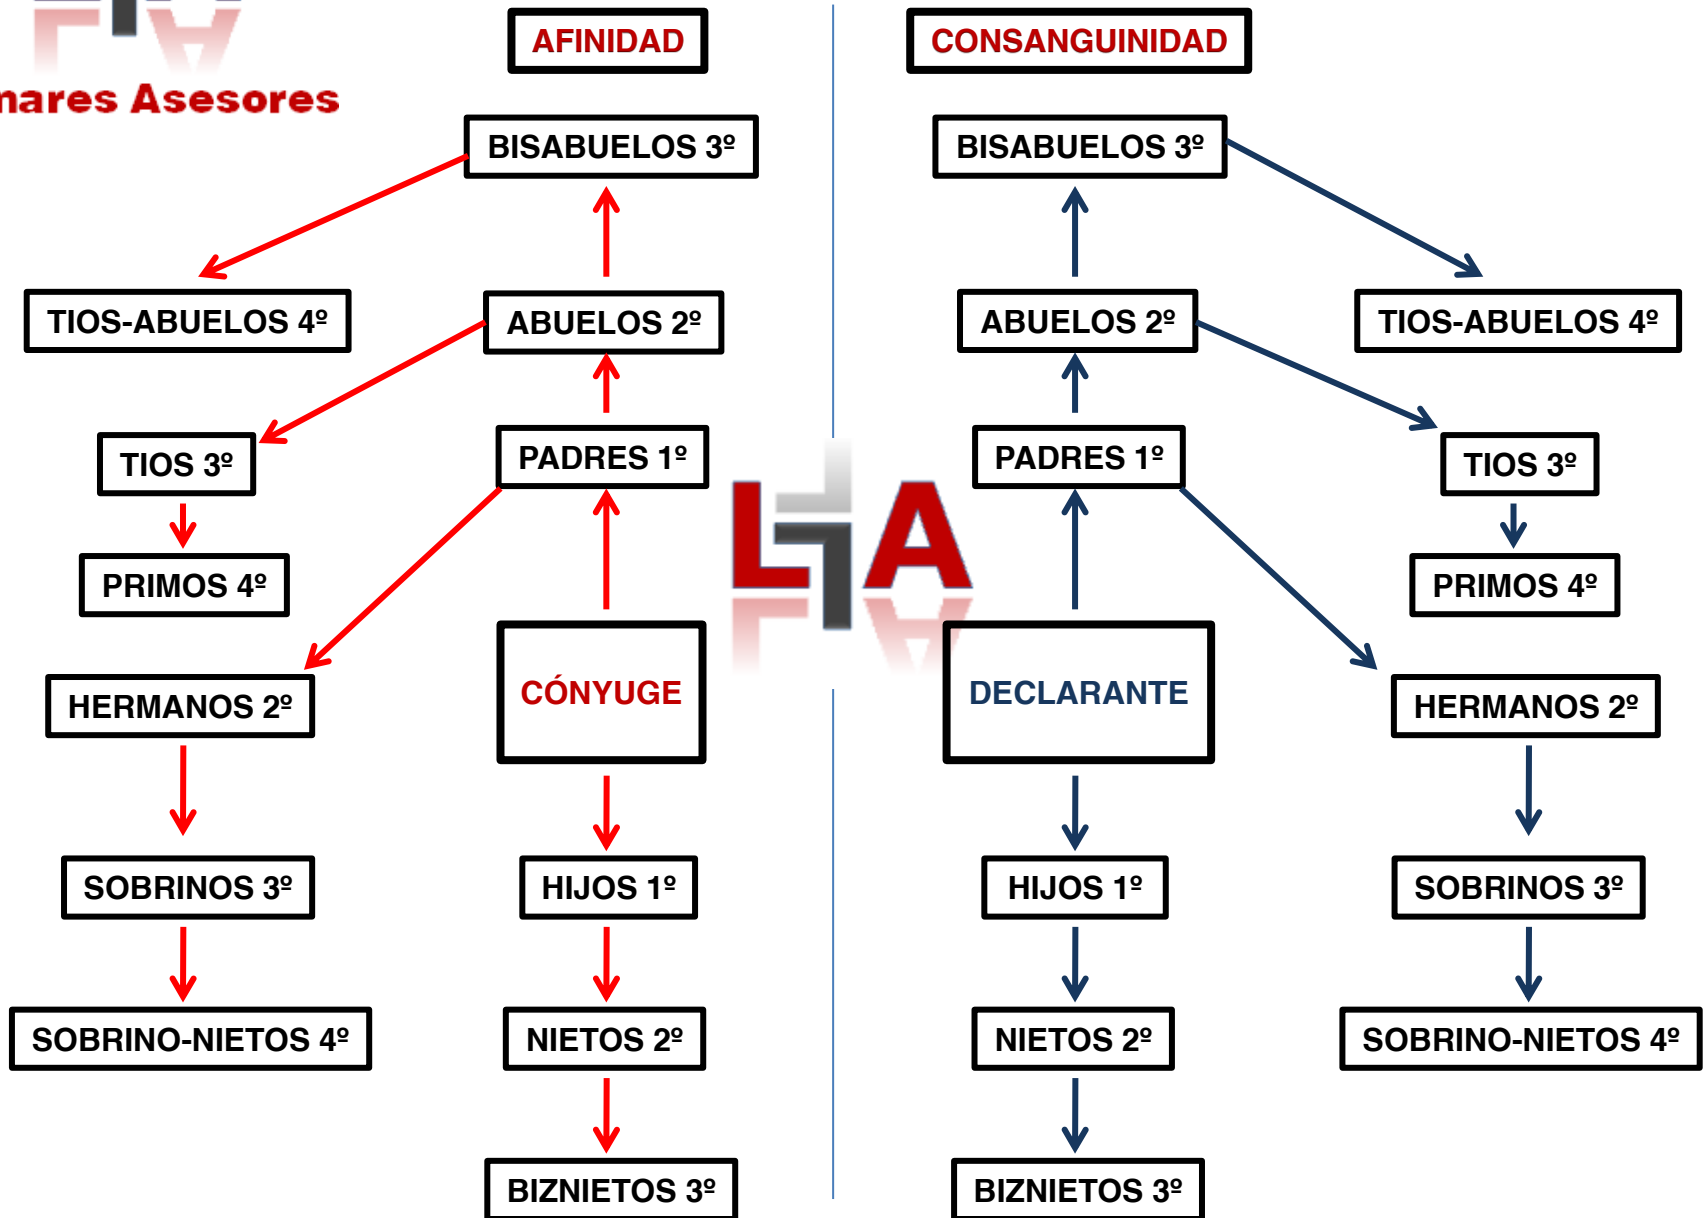 AFINIDAD
CONSANGUINIDAD
Asesores
BISABUELOS 3º
BISABUELOS 3º
TIOS-ABUELOS 4º
ABUELOS 2º
ABUELOS 2º
TIOS-ABUELOS 4º
TIOS 3º
PADRES 1º
PADRES 1º
TIOS 3º
PRIMOS 4º
LLA
PRIMOS 4º
HERMANOS 2º
CÓNYUGE
DECLARANTE
HERMANOS 2º
SOBRINOS 3º
HIJOS 1º
HIJOS 1º
SOBRINOS 3º
SOBRINO-NIETOS 4º
NIETOS 2º
NIETOS 2º
SOBRINO-NIETOS 4º
BIZNIETOS 3º
BIZNIETOS 3º